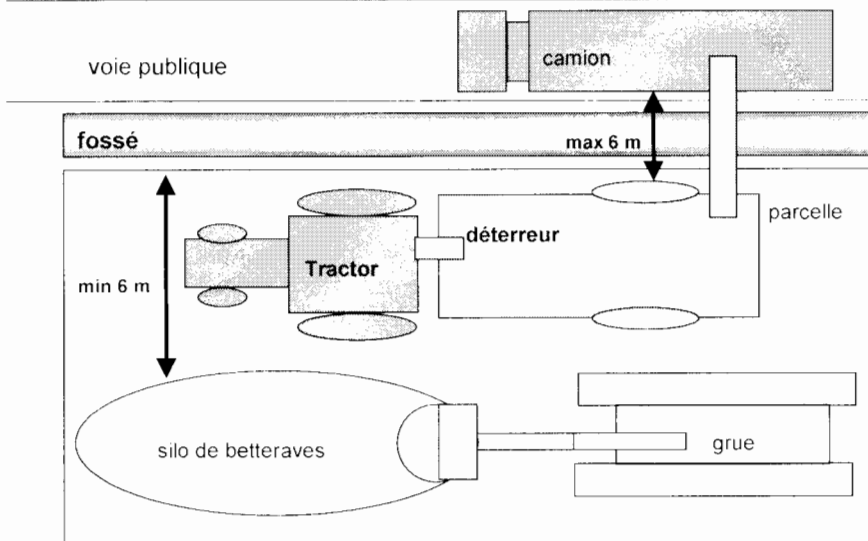 voie publique
camion
fossé
max 6 m
parcelle
déterreur
Tractor
min 6 m
silo de betteraves
grue